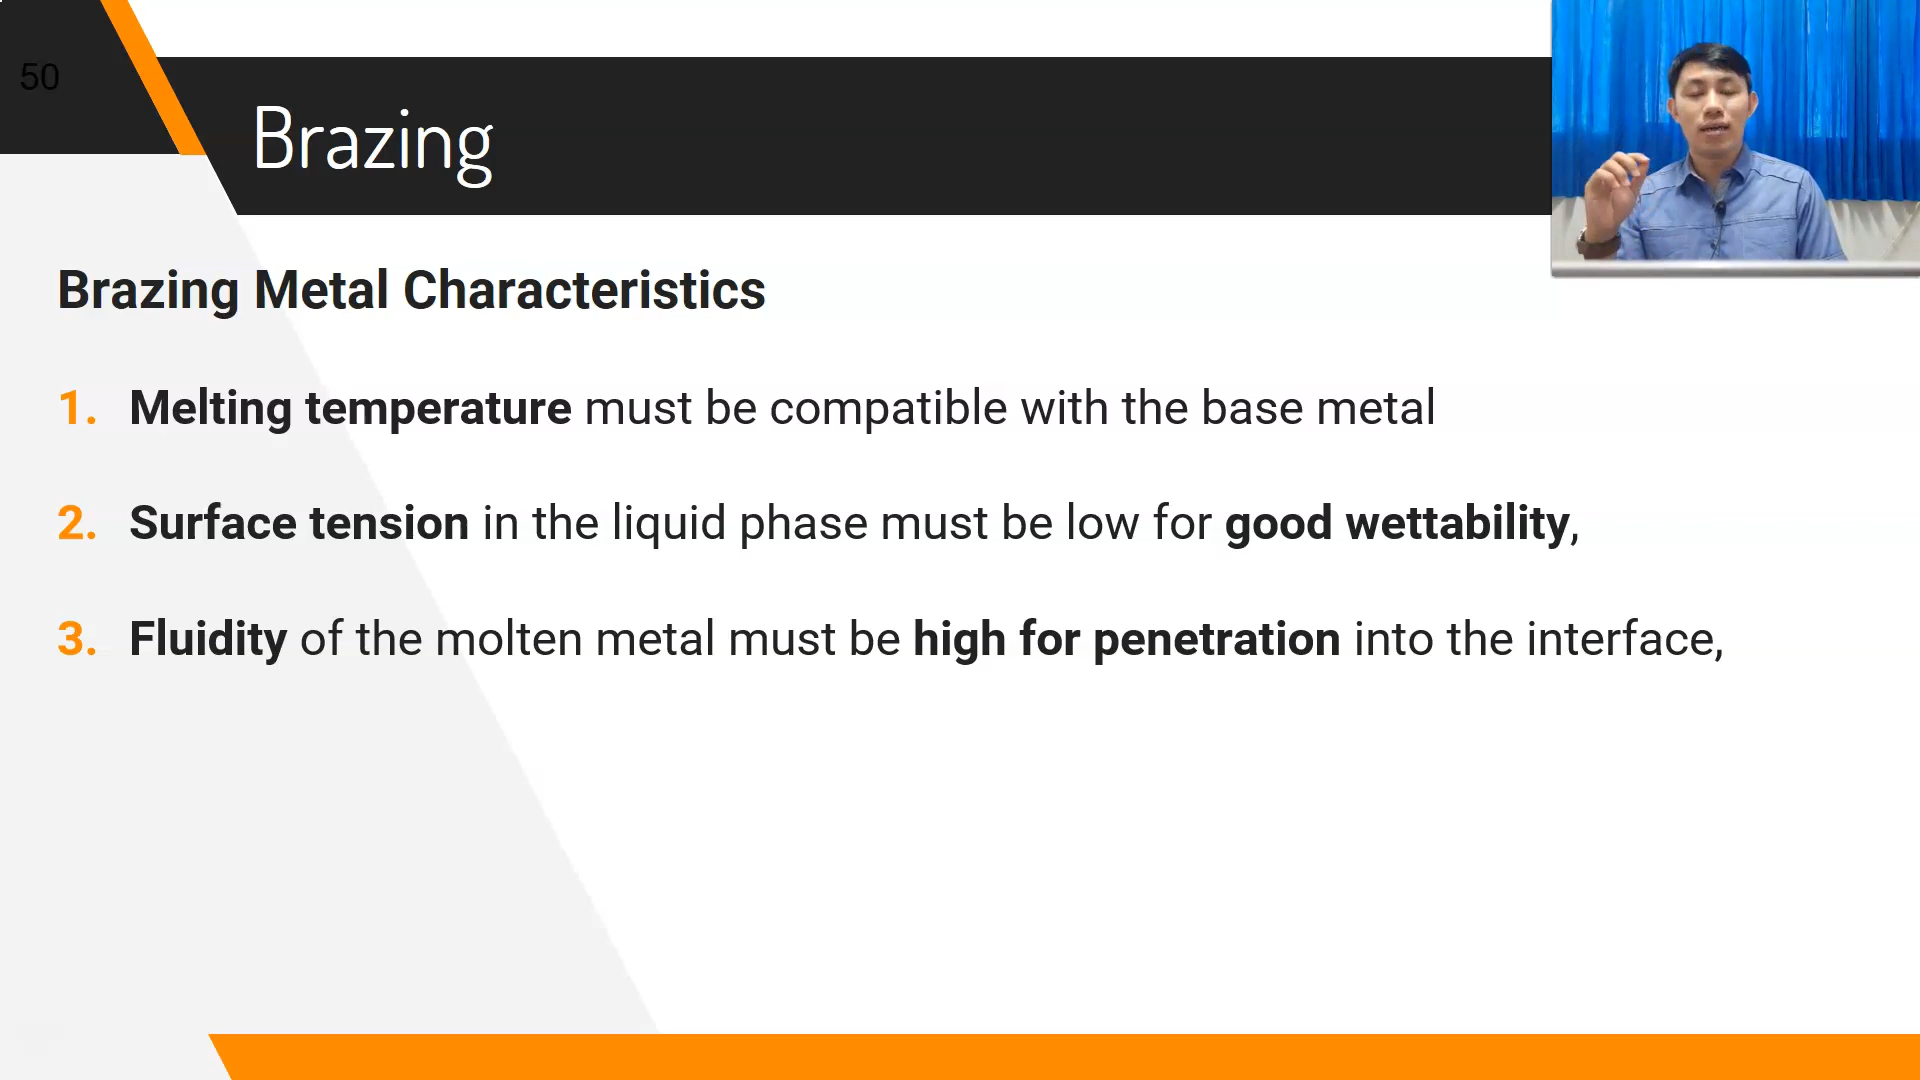 50
Brazing
Brazing Metal Characteristics
1. Melting temperature must be compatible with the base metal
2. Surface tension in the liquid phase must be low for good wettability,
3. Fluidity of the molten metal must be high for penetration into the interface,